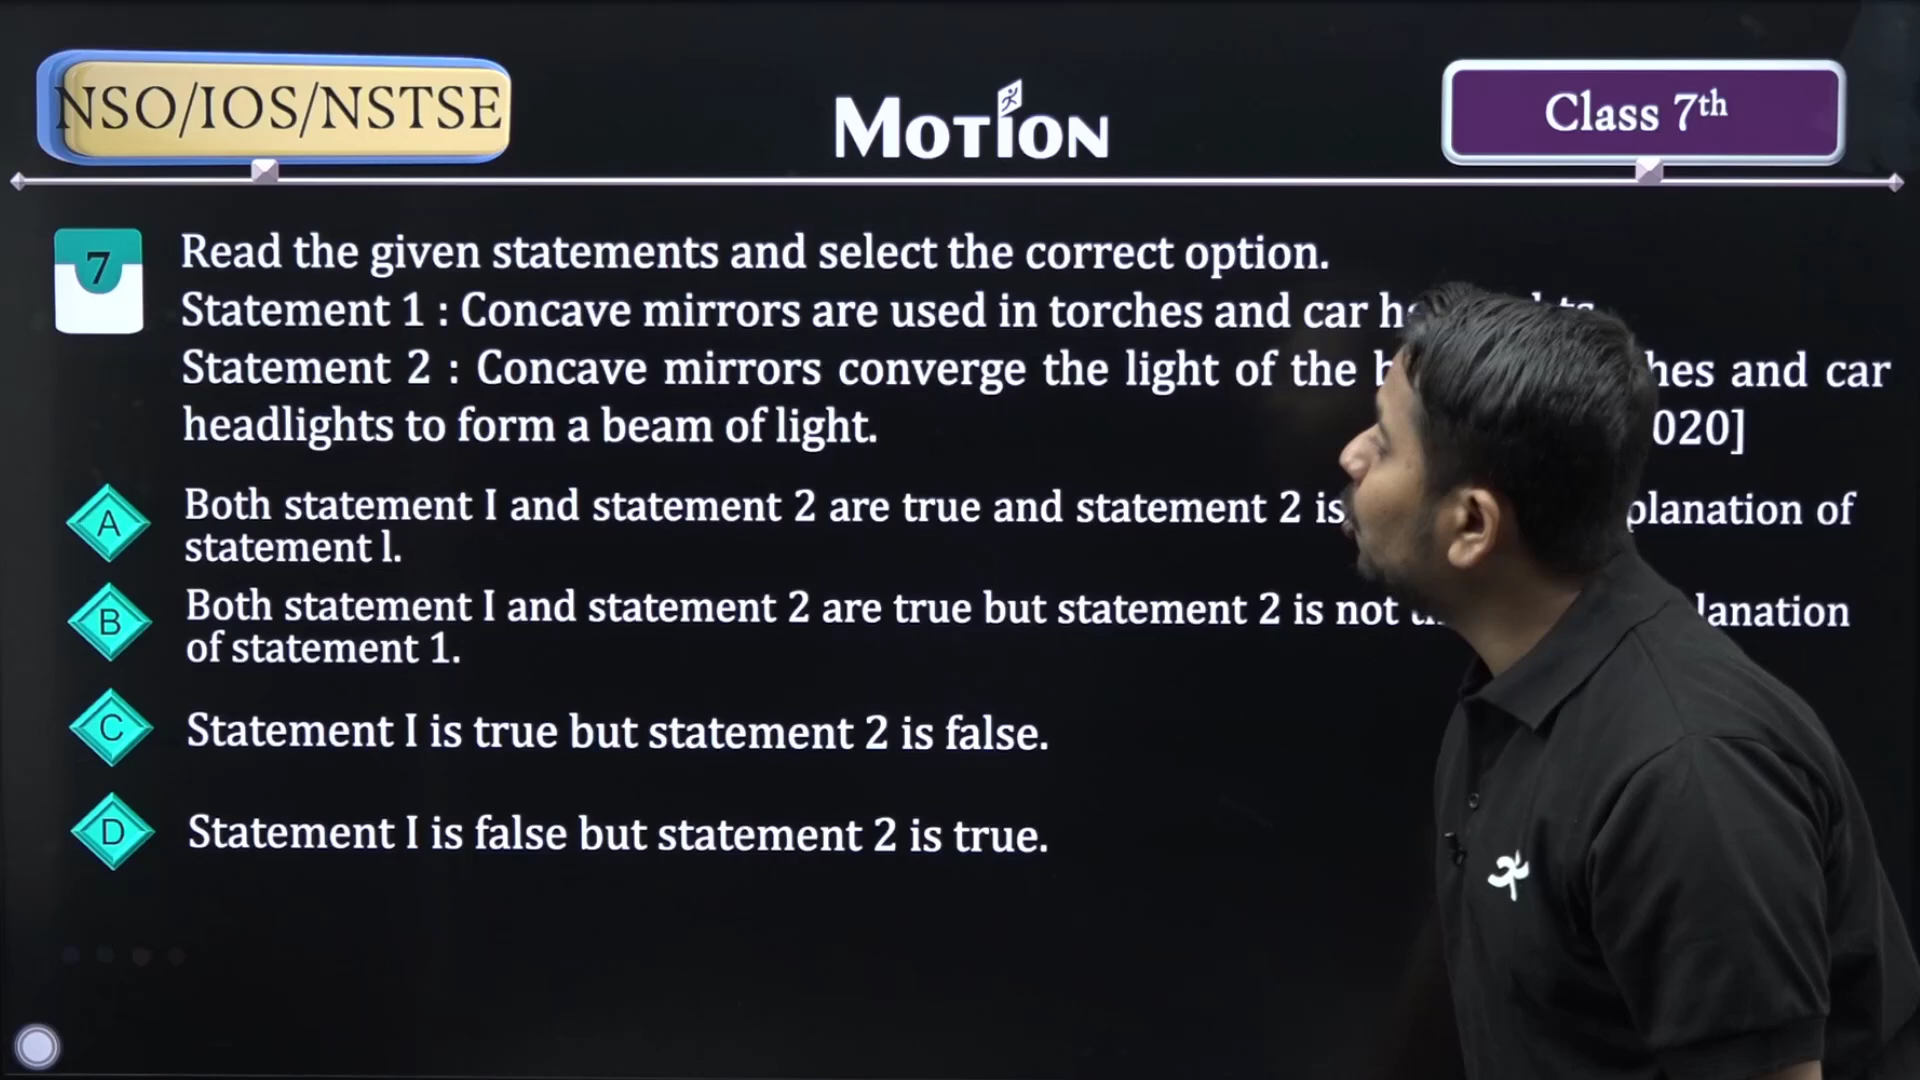 NSO/IOS/NSTSE
MOTION
Class 7th
7
Read the given statements and select the correct option.
Statement 1 : Concave mirrors are used in torches and car
Statement 2 : Concave mirrors converge the light of the and car
headlights to form a beam of light. 020]
A
Both statement I and statement 2 are true and statement 2 is of
statement l.
B
Both statement I and statement 2 are true but statement 2 is not
of statement 1.
C
Statement I is true but statement 2 is false.
D
Statement I is false but statement 2 is true.